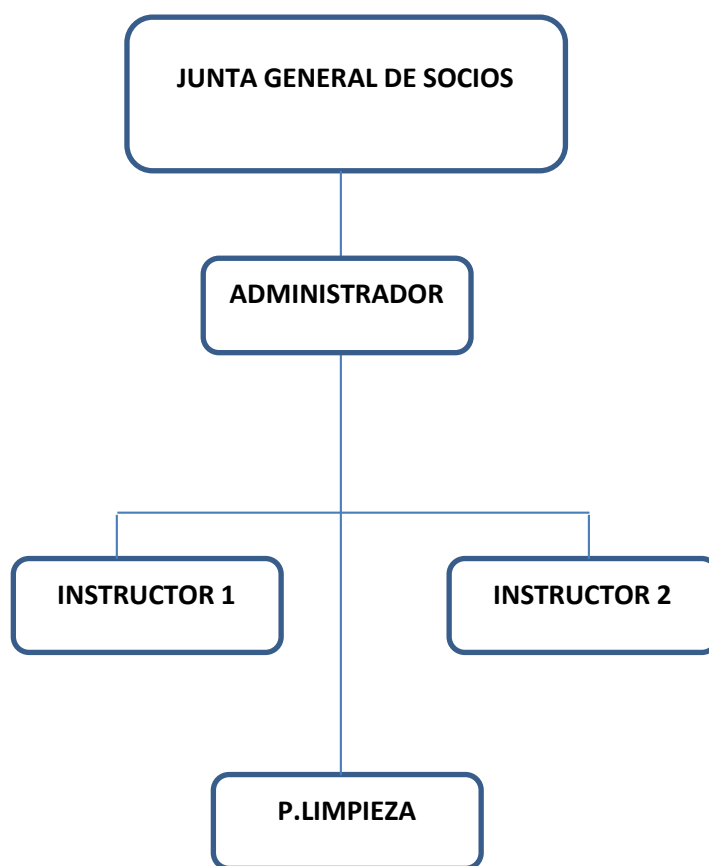 JUNTA GENERAL DE SOCIOS
ADMINISTRADOR
INSTRUCTOR 1
INSTRUCTOR 2
P.LIMPIEZA